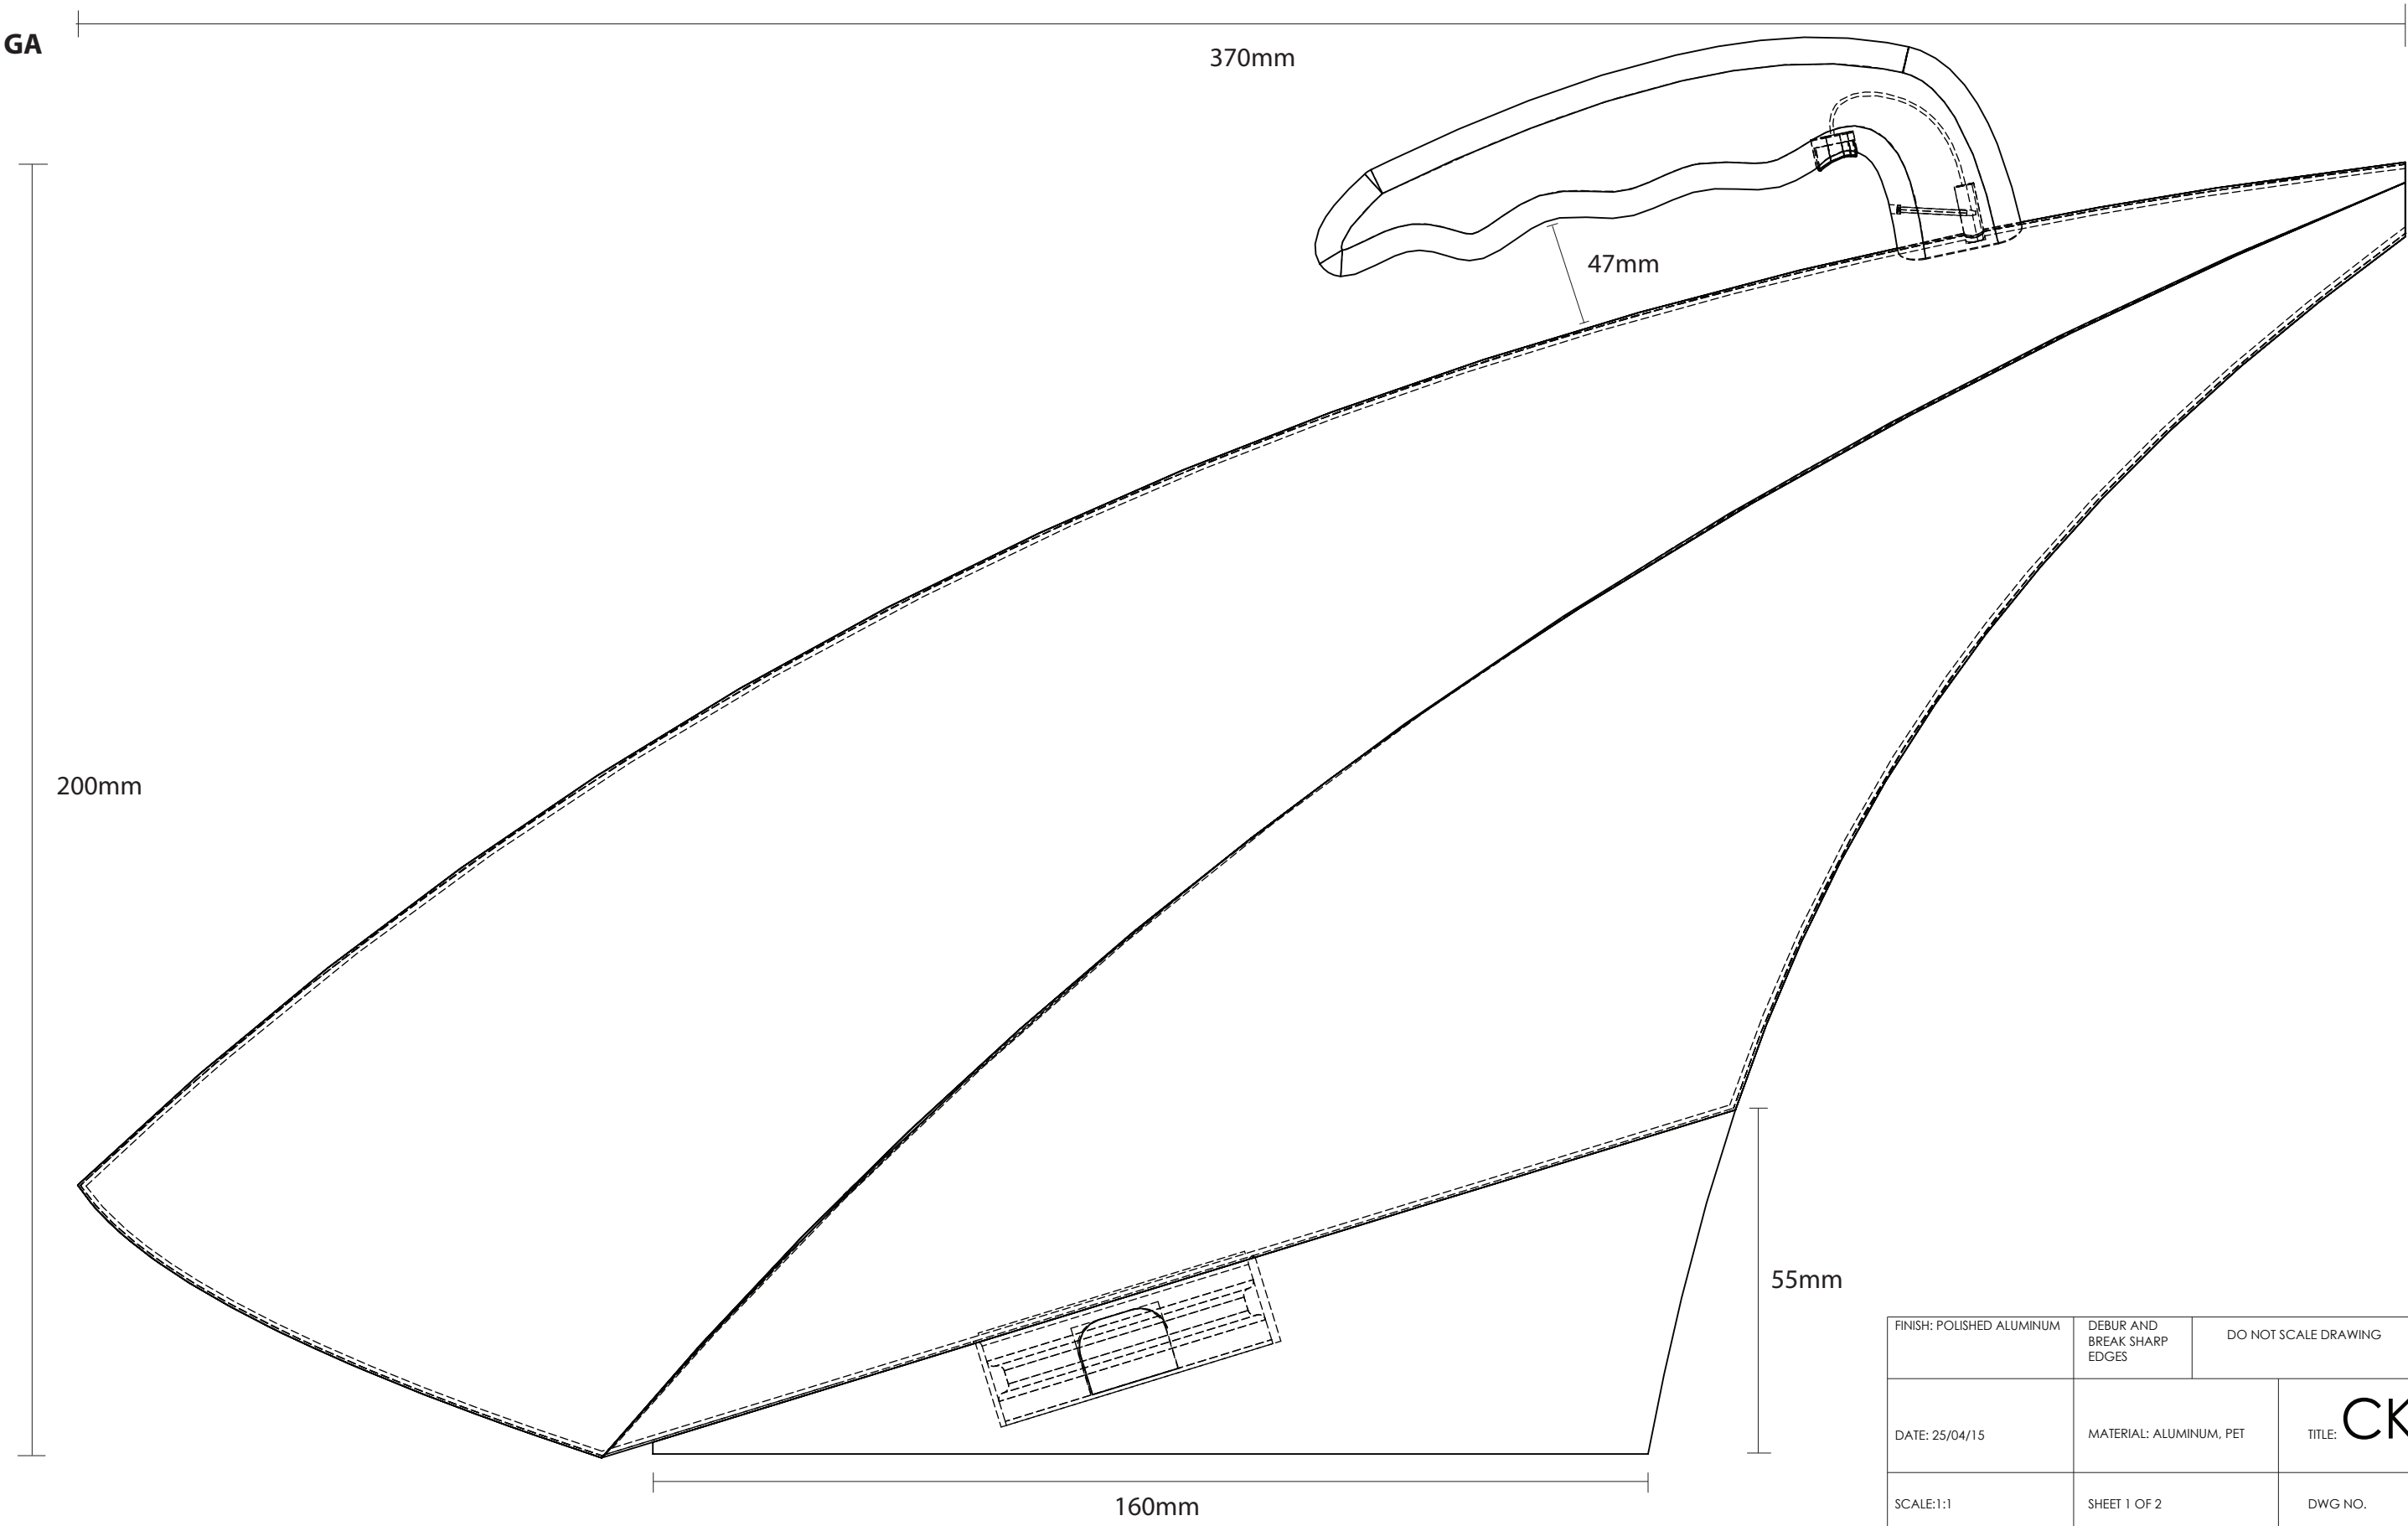 GA
370mm
47mm
200mm
55mm
160mm
FINISH: POLISHED ALUMINUM
DEBUR AND
BREAK SHARP
EDGES
DO NOT SCALE DRAWING
DATE: 25/04/15
MATERIAL: ALUMINUM, PET
TITLE: CK
SCALE:1:1
SHEET 1 OF 2
DWG NO.